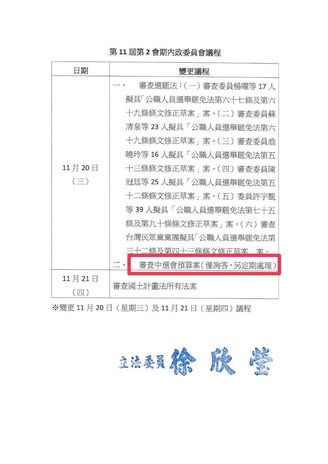 第 11 屆第 2 會期內政委員會議程
日期
變更議程
11 月 20 日
(三)
一、 審查選罷法：(一)審查委員楊瓊等 17 人
擬具「公職人員選舉罷免法第六十七條及第六
十九條條文修正草案」案。(二)審查委員蘇
清泉等 23 人擬具「公職人員選舉罷免法第六
十九條條文修正草案」案。(三)審查委員翁
曉玲等 16 人擬具「公職人員選舉罷免法第五
十三條條文修正草案」案。(四)審查委員陳
冠廷等 25 人擬具「公職人員選舉罷免法第五
十二條條文修正草案」案。(五)委員許宇甄
等 39 人擬具「公職人員選舉罷免法第七十五
條及第九十條條文修正草案」案。(六)審查
台灣民眾黨黨團擬具「公職人員選舉罷免法第
三十二條及第四十三條條文修正草案」案。
二、 審查中選會預算案(僅詢答，另定期處理)
11 月 21 日
(四)
審查國土計畫法所有法案
※變更 11 月 20 日（星期三）及 11 月 21 日（星期四）議程
立法委員 徐欣瑩